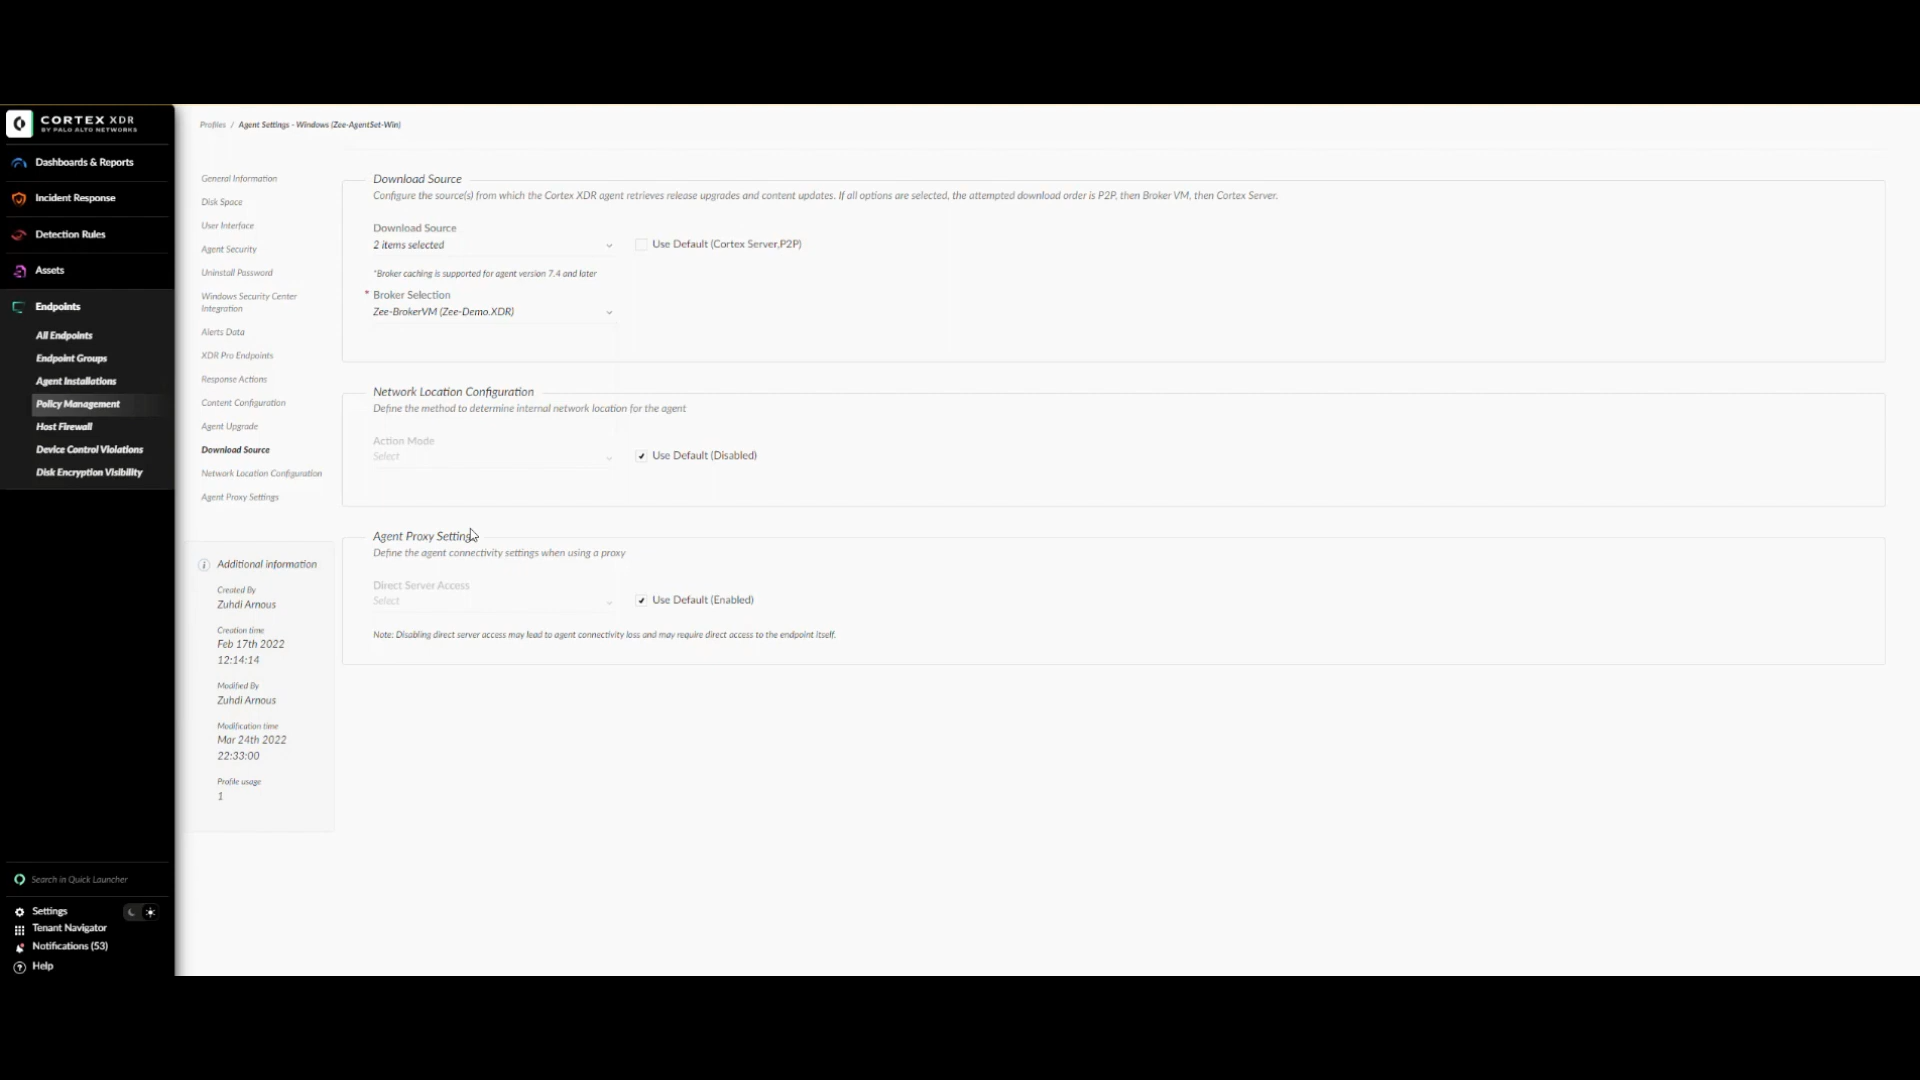 CORTEX XDR
BY PALO ALTO NETWORKS
Dashboards & Reports
Incident Response
Detection Rules
Assets
Endpoints
All Endpoints
Endpoint Groups
Agent Installations
Policy Management
Host Firewall
Device Control Violations
Disk Encryption Visibility
Search in Quick Launcher
Settings
Tenant Navigator
Notifications (53)
Help
Profiles / Agent Settings - Windows (Zee-AgentSet-Win)
General Information
Disk Space
User Interface
Agent Security
Uninstall Password
Windows Security Center
Integration
Alerts Data
XDR Pro Endpoints
Response Actions
Content Configuration
Agent Upgrade
Download Source
Network Location Configuration
Agent Proxy Settings
Additional information
Created By
Zuhdi Arnous
Creation time
Feb 17th 2022
12:14:14
Modified By
Zuhdi Arnous
Modification time
Mar 24th 2022
22:33:00
Profile usage
1
Download Source
Configure the source(s) from which the Cortex XDR agent retrieves release upgrades and content updates. If all options are selected, the attempted download order is P2P, then Broker VM, then Cortex Server.
Download Source
2 items selected
Use Default (Cortex Server,P2P)
*Broker caching is supported for agent version 7.4 and later
* Broker Selection
Zee-BrokerVM (Zee-Demo.XDR)
Network Location Configuration
Define the method to determine internal network location for the agent
Action Mode
Select
Use Default (Disabled)
Agent Proxy Settings
Define the agent connectivity settings when using a proxy
Direct Server Access
Select
Use Default (Enabled)
Note: Disabling direct server access may lead to agent connectivity loss and may require direct access to the endpoint itself.